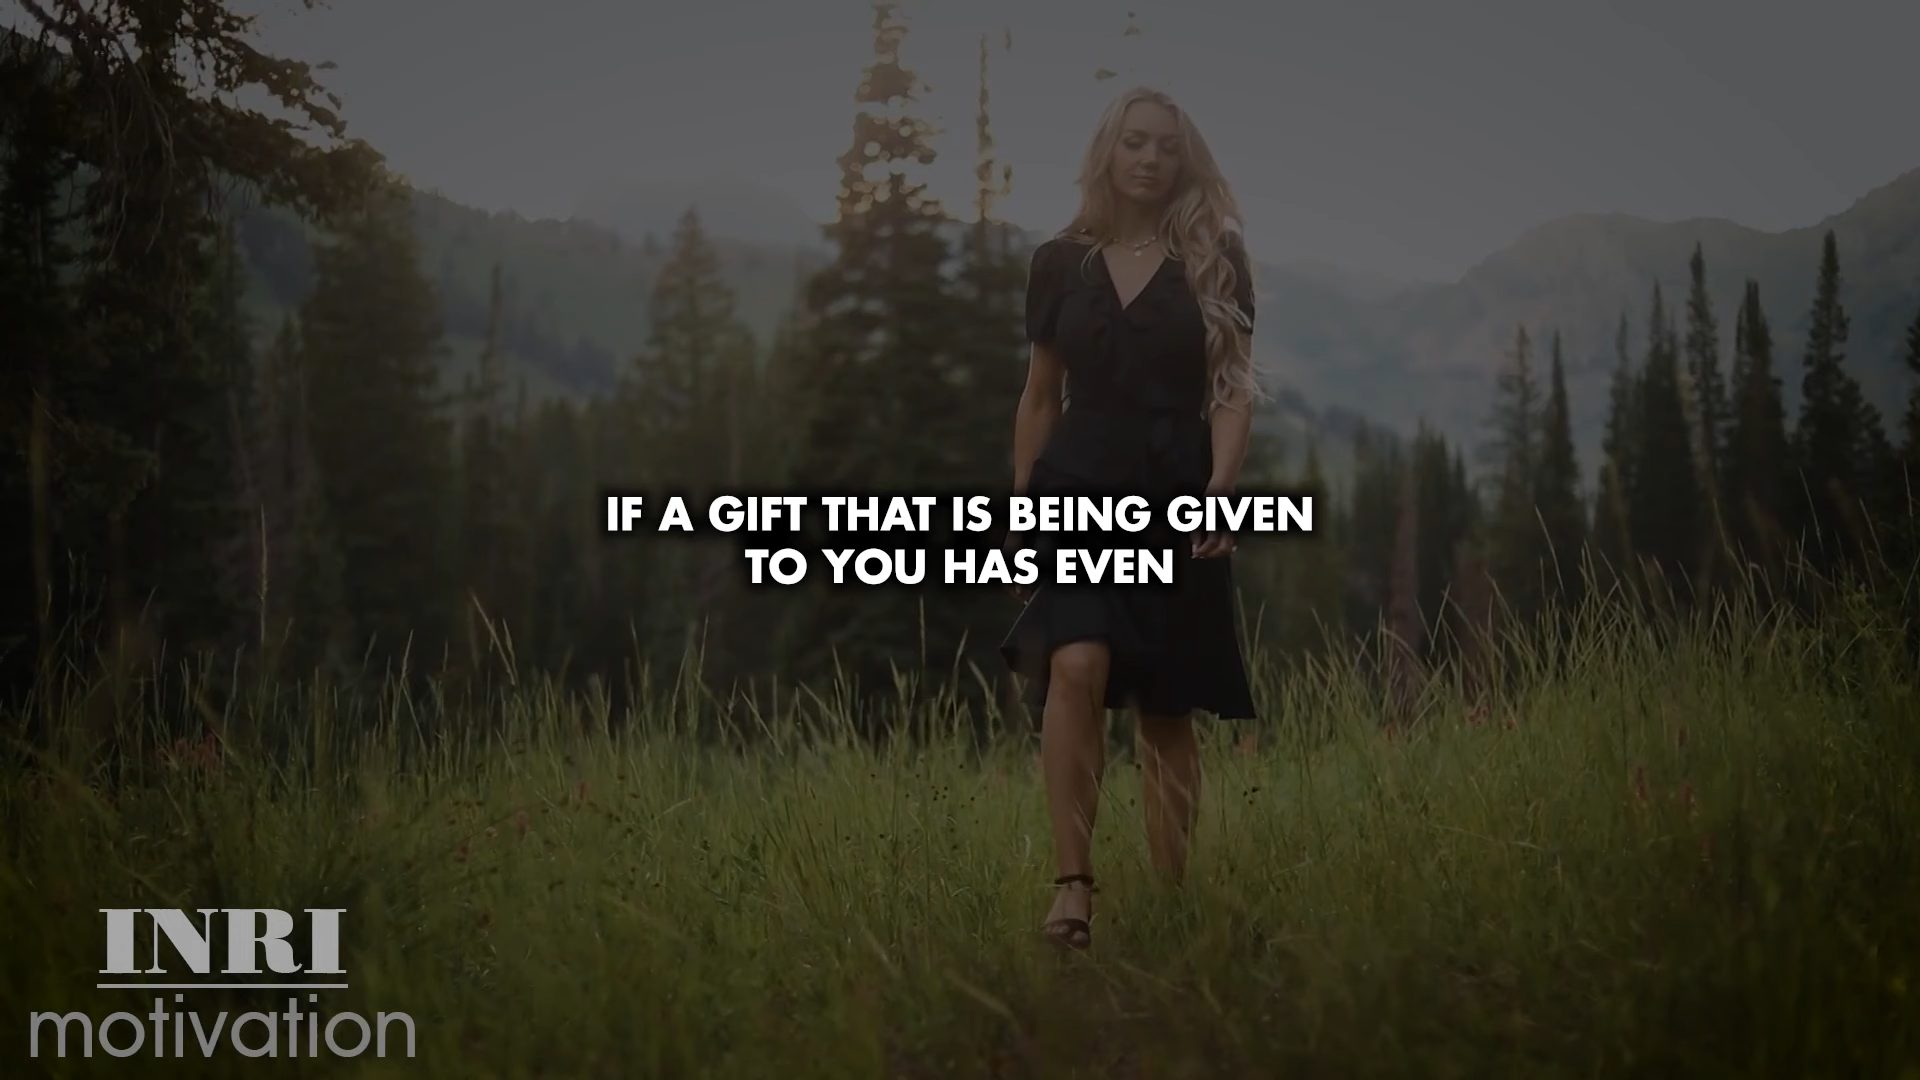 IF A GIFT THAT IS BEING GIVEN
TO YOU HAS EVEN
INRI
motivation